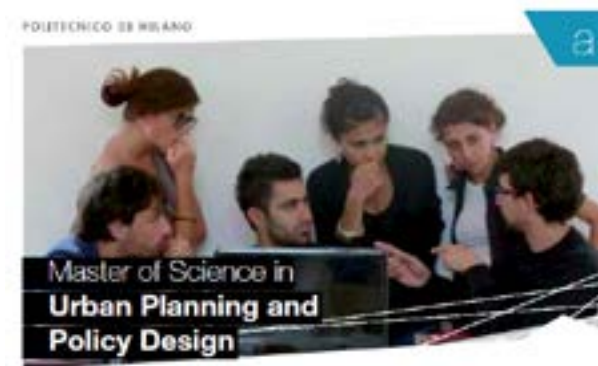 POLITECNICO DI MILANO
a
Master of Science in
Urban Planning and
Policy Design